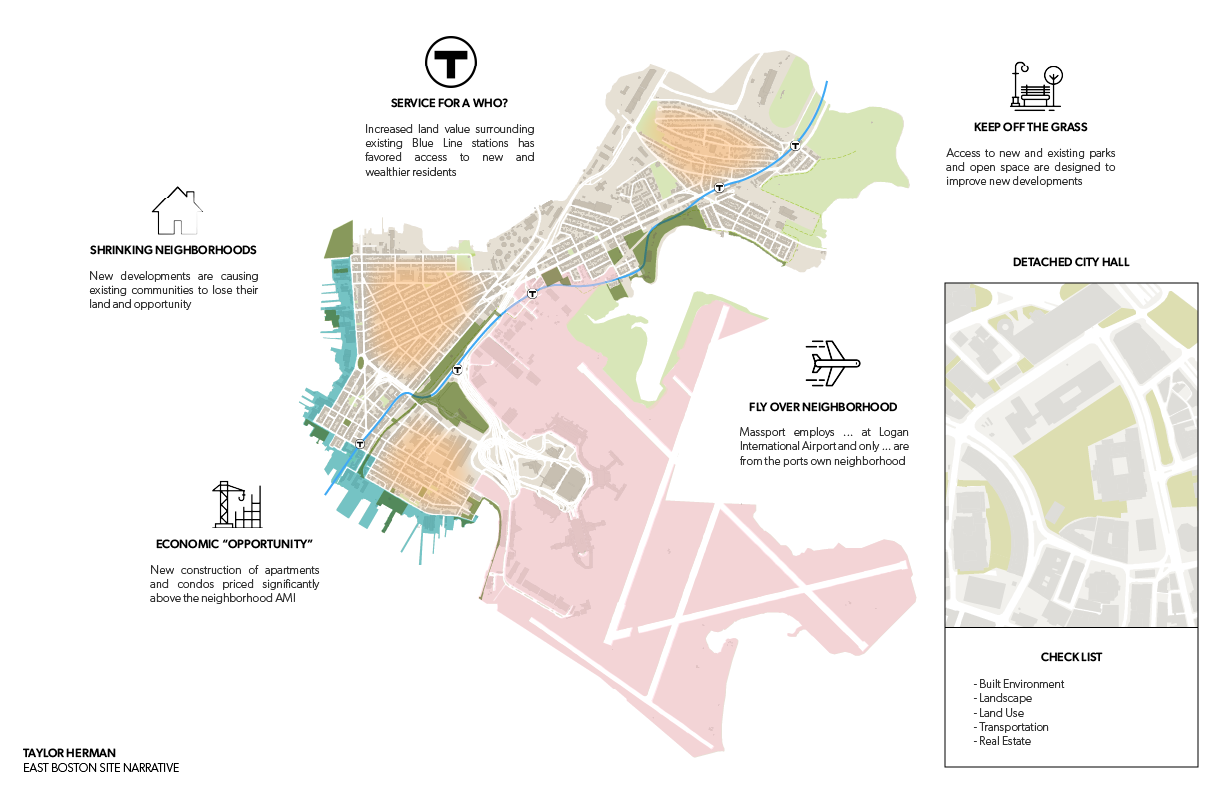 T
SERVICE FOR A WHO?
Increased land value surrounding
existing Blue Line stations has
favored access to new and
wealthier residents
KEEP OFF THE GRASS
Access to new and existing parks
and open space are designed to
improve new developments
SHRINKING NEIGHBORHOODS
New developments are causing
existing communities to lose their
land and opportunity
DETACHED CITY HALL
FLY OVER NEIGHBORHOOD
Massport employs ... at Logan
International Airport and only ... are
from the ports own neighborhood
ECONOMIC “OPPORTUNITY”
New construction of apartments
and condos priced significantly
above the neighborhood AMI
T
T
T
T
T
CHECK LIST
- Built Environment
- Landscape
- Land Use
- Transportation
- Real Estate
TAYLOR HERMAN
EAST BOSTON SITE NARRATIVE